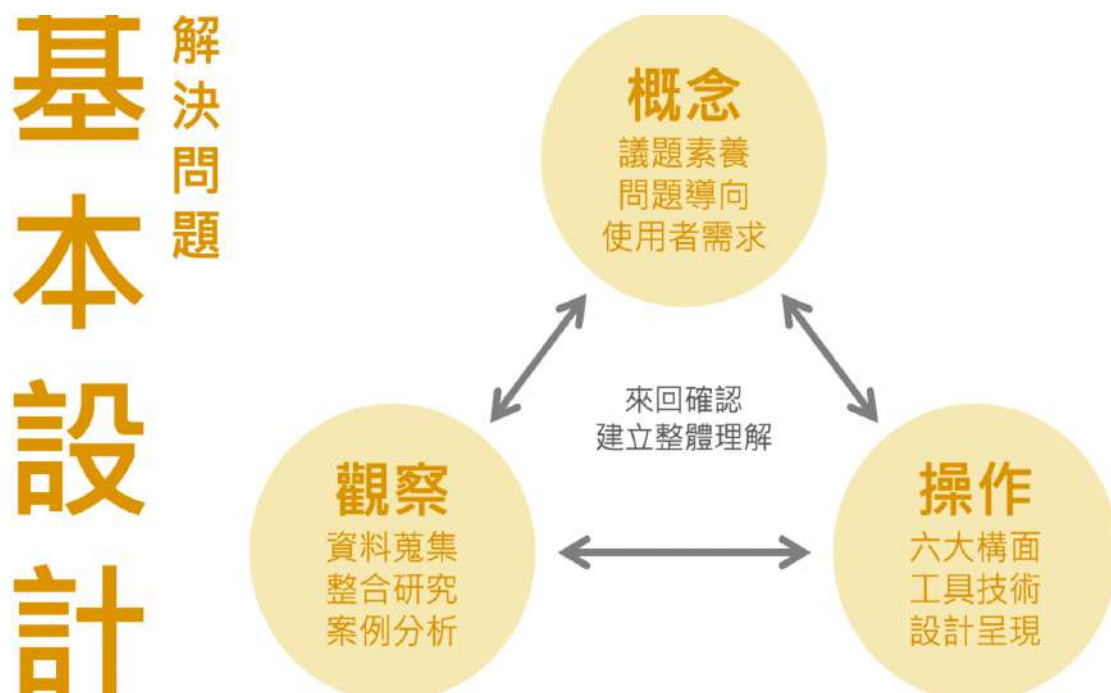 基本設計
解決問題
概念
議題素養
問題導向
使用者需求
來回確認
建立整體理解
觀察
資料蒐集
整合研究
案例分析
操作
六大構面
工具技術
設計呈現